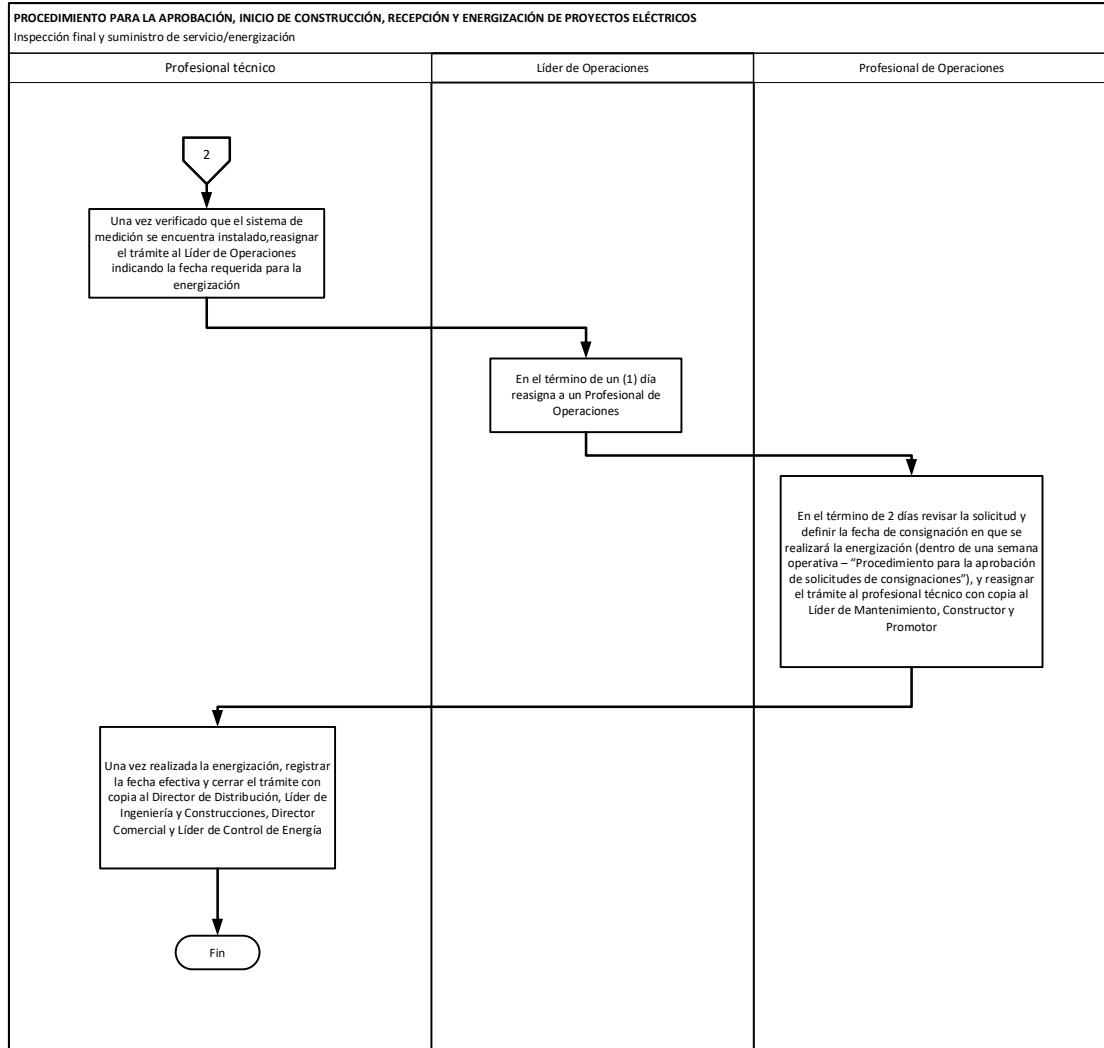 PROCEDIMIENTO PARA LA APROBACIÓN, INICIO DE CONSTRUCCIÓN, RECEPCIÓN Y ENERGIZACIÓN DE PROYECTOS ELÉCTRICOS
Inspección final y suministro de servicio/energización
Profesional técnico
Líder de Operaciones
Profesional de Operaciones
2
Una vez verificado que el sistema de
medición se encuentra instalado,reasignar
el trámite al Líder de Operaciones
indicando la fecha requerida para la
energización
En el término de un (1) día
reasigna a un Profesional de
Operaciones
En el término de 2 días revisar la solicitud y
definir la fecha de consignación en que se
realizará la energización (dentro de una semana
operativa – “Procedimiento para la aprobación
de solicitudes de consignaciones”), y reasignar
el trámite al profesional técnico con copia al
Líder de Mantenimiento, Constructor y
Promotor
Una vez realizada la energización, registrar
la fecha efectiva y cerrar el trámite con
copia al Director de Distribución, Líder de
Ingeniería y Construcciones, Director
Comercial y Líder de Control de Energía
Fin